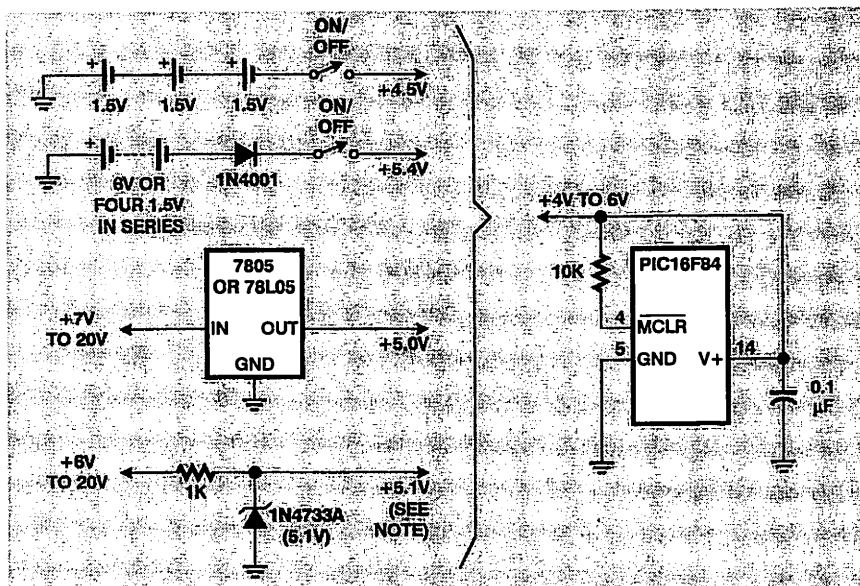 ON/
OFF
+ + +
1.5V 1.5V 1.5V
+4.5V
ON/
OFF
+
1N4001
+5.4V
6V OR
FOUR 1.5V
IN SERIES
7805
OR 78L05
+7V
TO 20V
IN OUT
GND
+5.0V
+6V
TO 20V
1K
+5.1V
(SEE
NOTE)
1N4733A
(5.1V)
+4V TO 6V
10K
PIC16F84
4 MCLR
5 GND V+ 14
0.1
µF